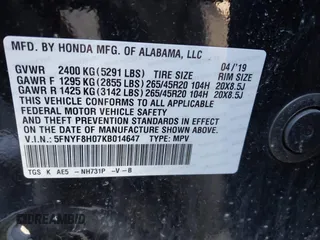 MFD. BY HONDA MFG. OF ALABAMA, LLC
04/'19
GVWR 2400 KG (5291 LBS) TIRE SIZE RIM SIZE
GAWR F 1295 KG (2855 LBS) 265/45R20 104H 20X8.5J
GAWR R 1425 KG (3142 LBS) 265/45R20 104H 20X8.5J
THIS VEHICLE CONFORMS TO ALL APPLICABLE
FEDERAL MOTOR VEHICLE SAFETY AND
THEFT PREVENTION STANDARDS IN EFFECT
ON THE DATE OF MANUFACTURE SHOWN ABOVE.
V.I.N.: 5FNYF8H07KB014647 TYPE: MPV
TGS K AE5 -NH731P -V-B
DREAMBID